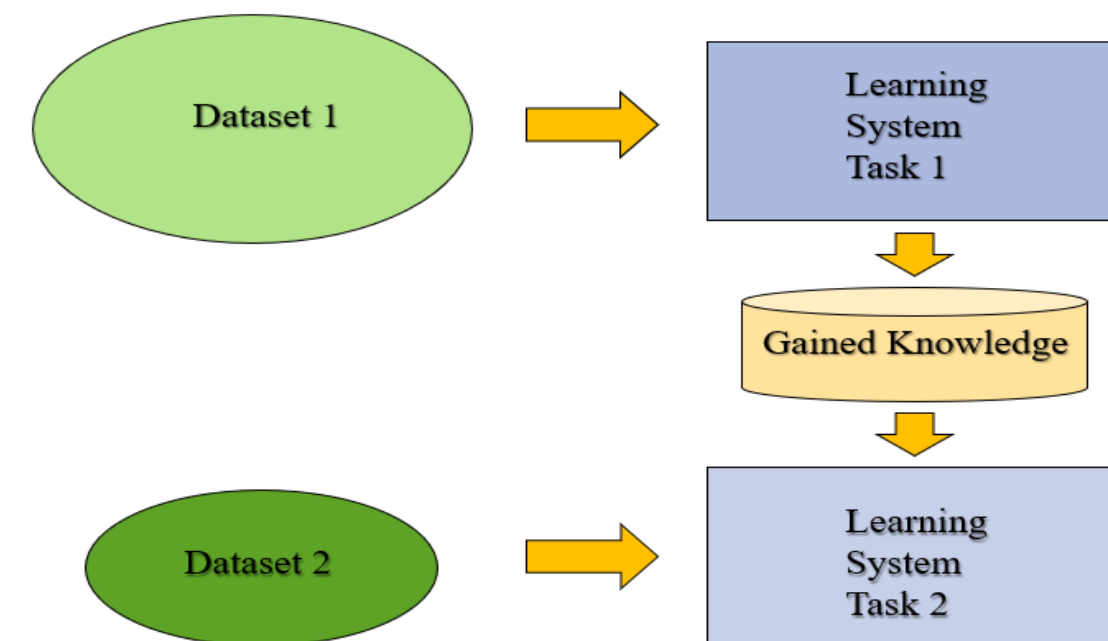 Dataset 1
Learning
System
Task 1
Gained Knowledge
Dataset 2
Learning
System
Task 2